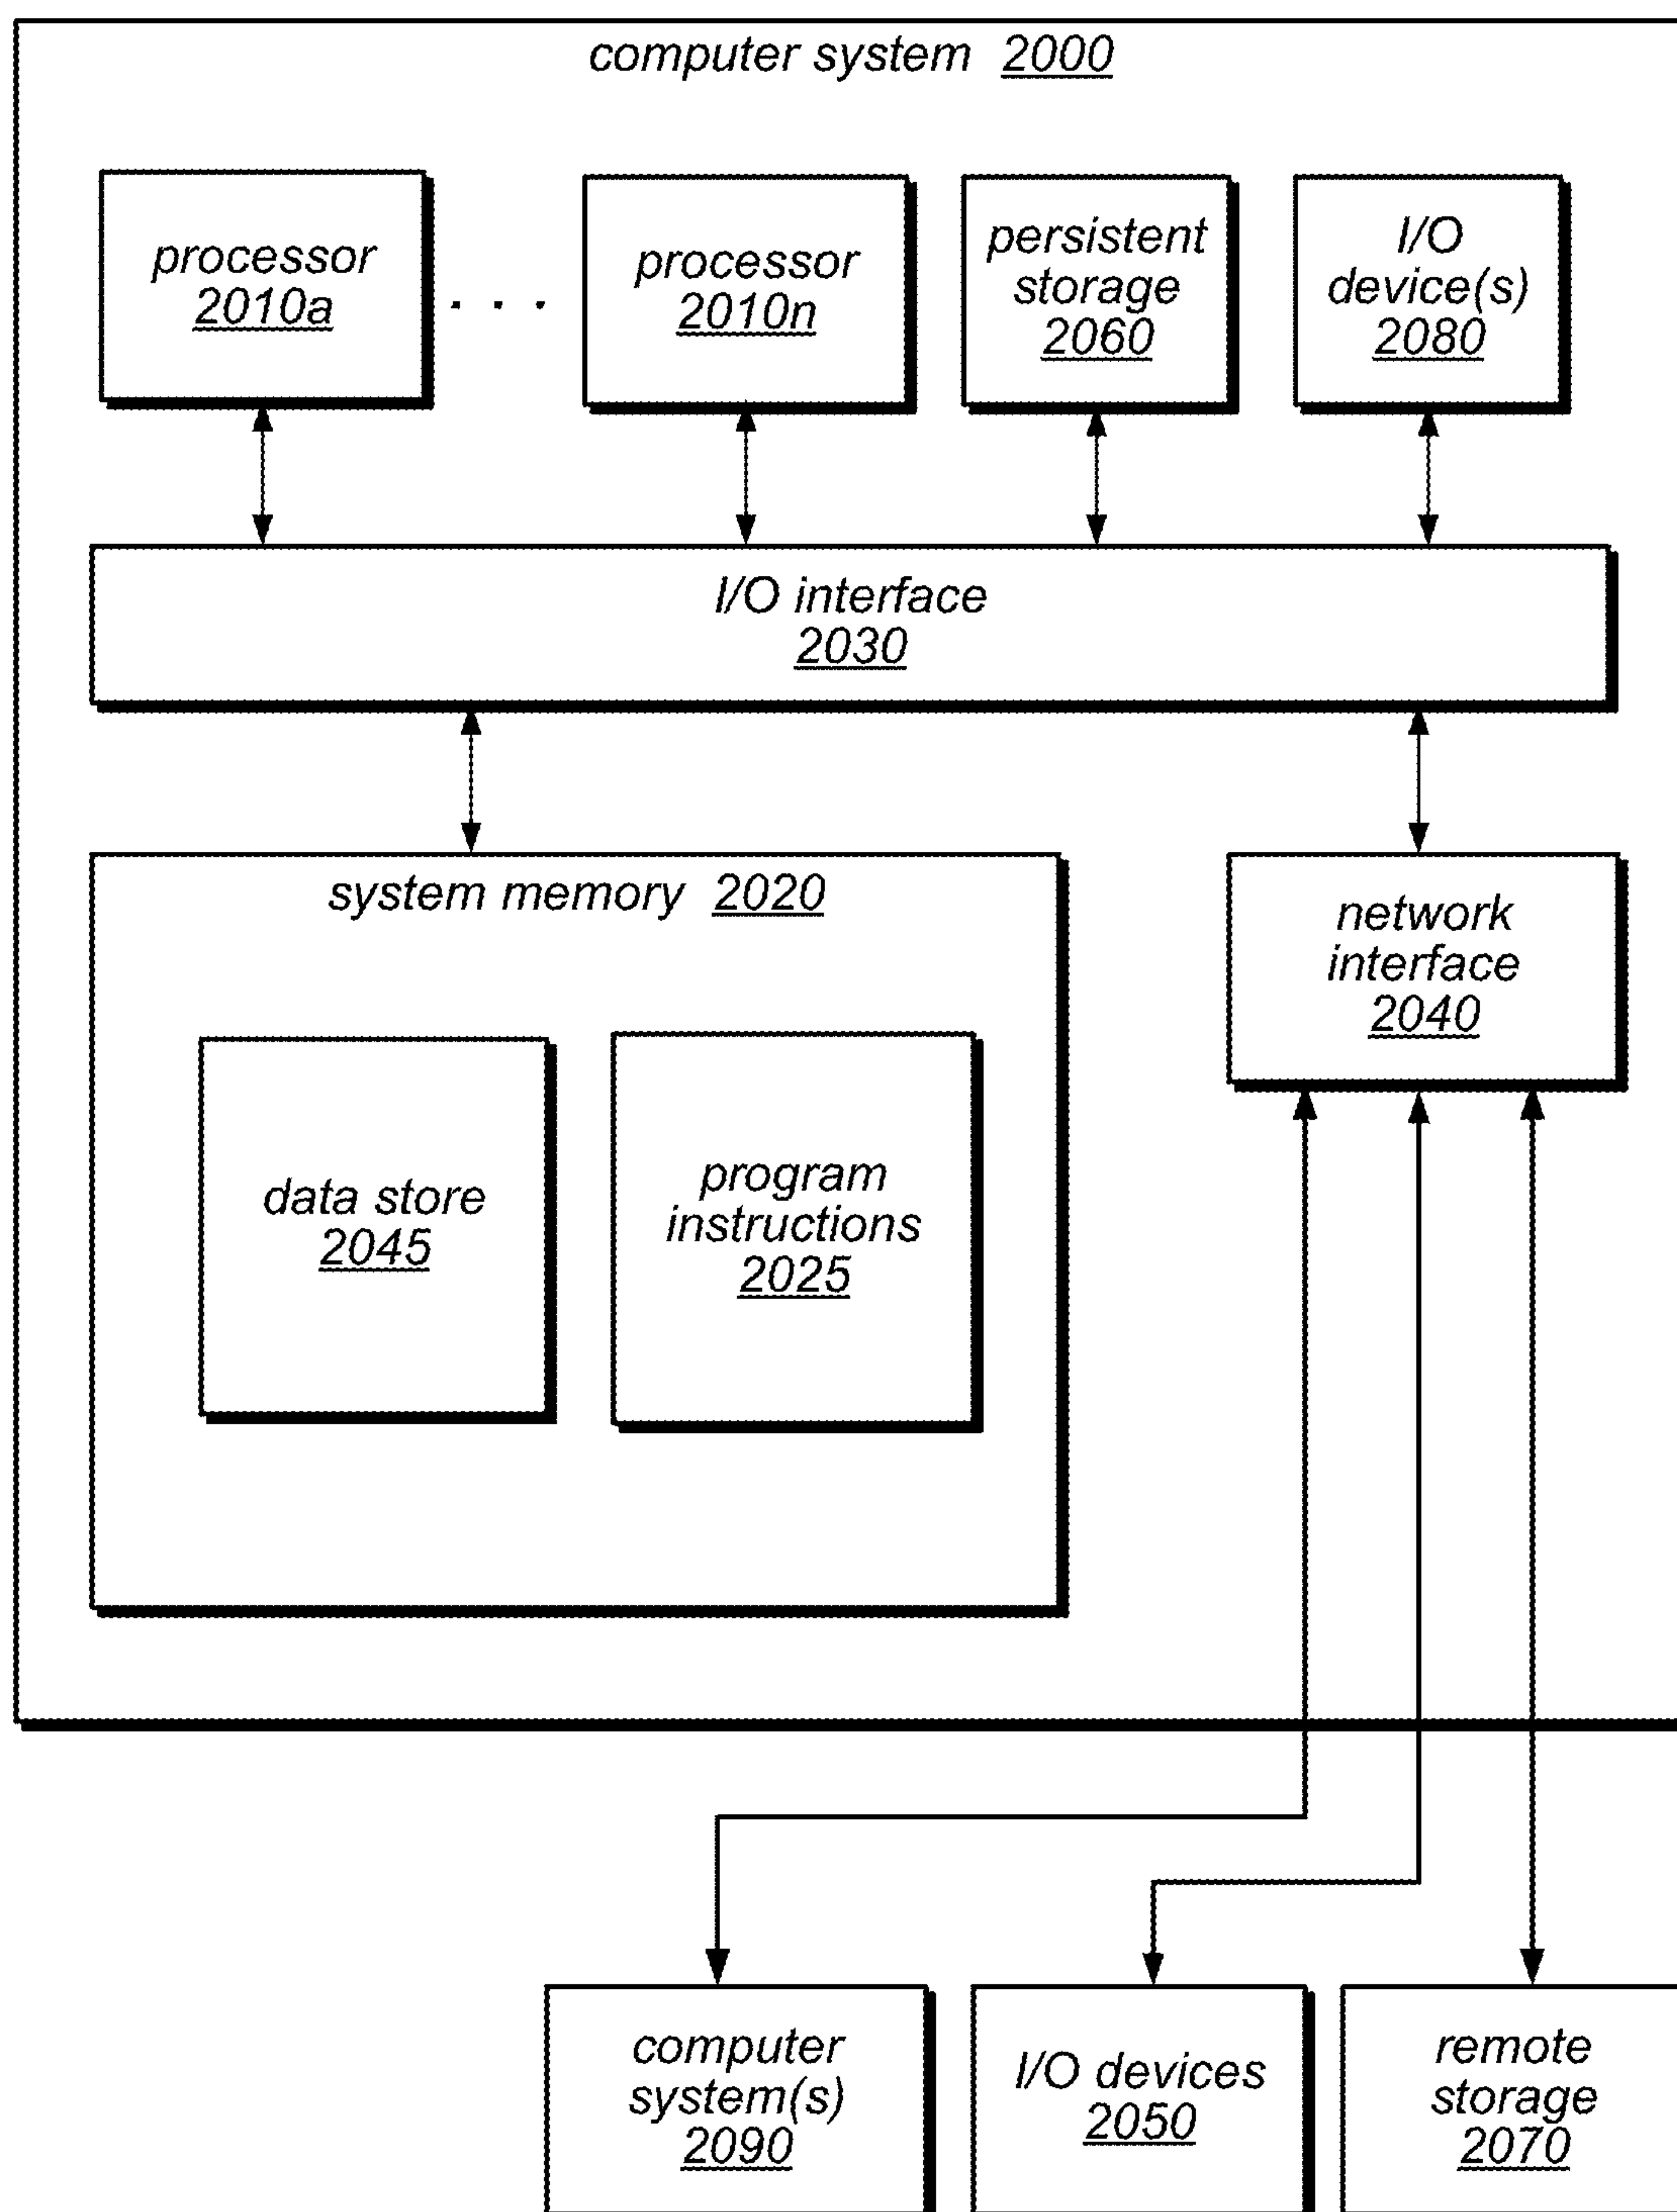 computer system 2000
processor
2010a
. . .
processor
2010n
persistent
storage
2060
I/O
device(s)
2080
I/O interface
2030
system memory 2020
network
interface
2040
data store
2045
program
instructions
2025
computer
system(s)
2090
I/O devices
2050
remote
storage
2070